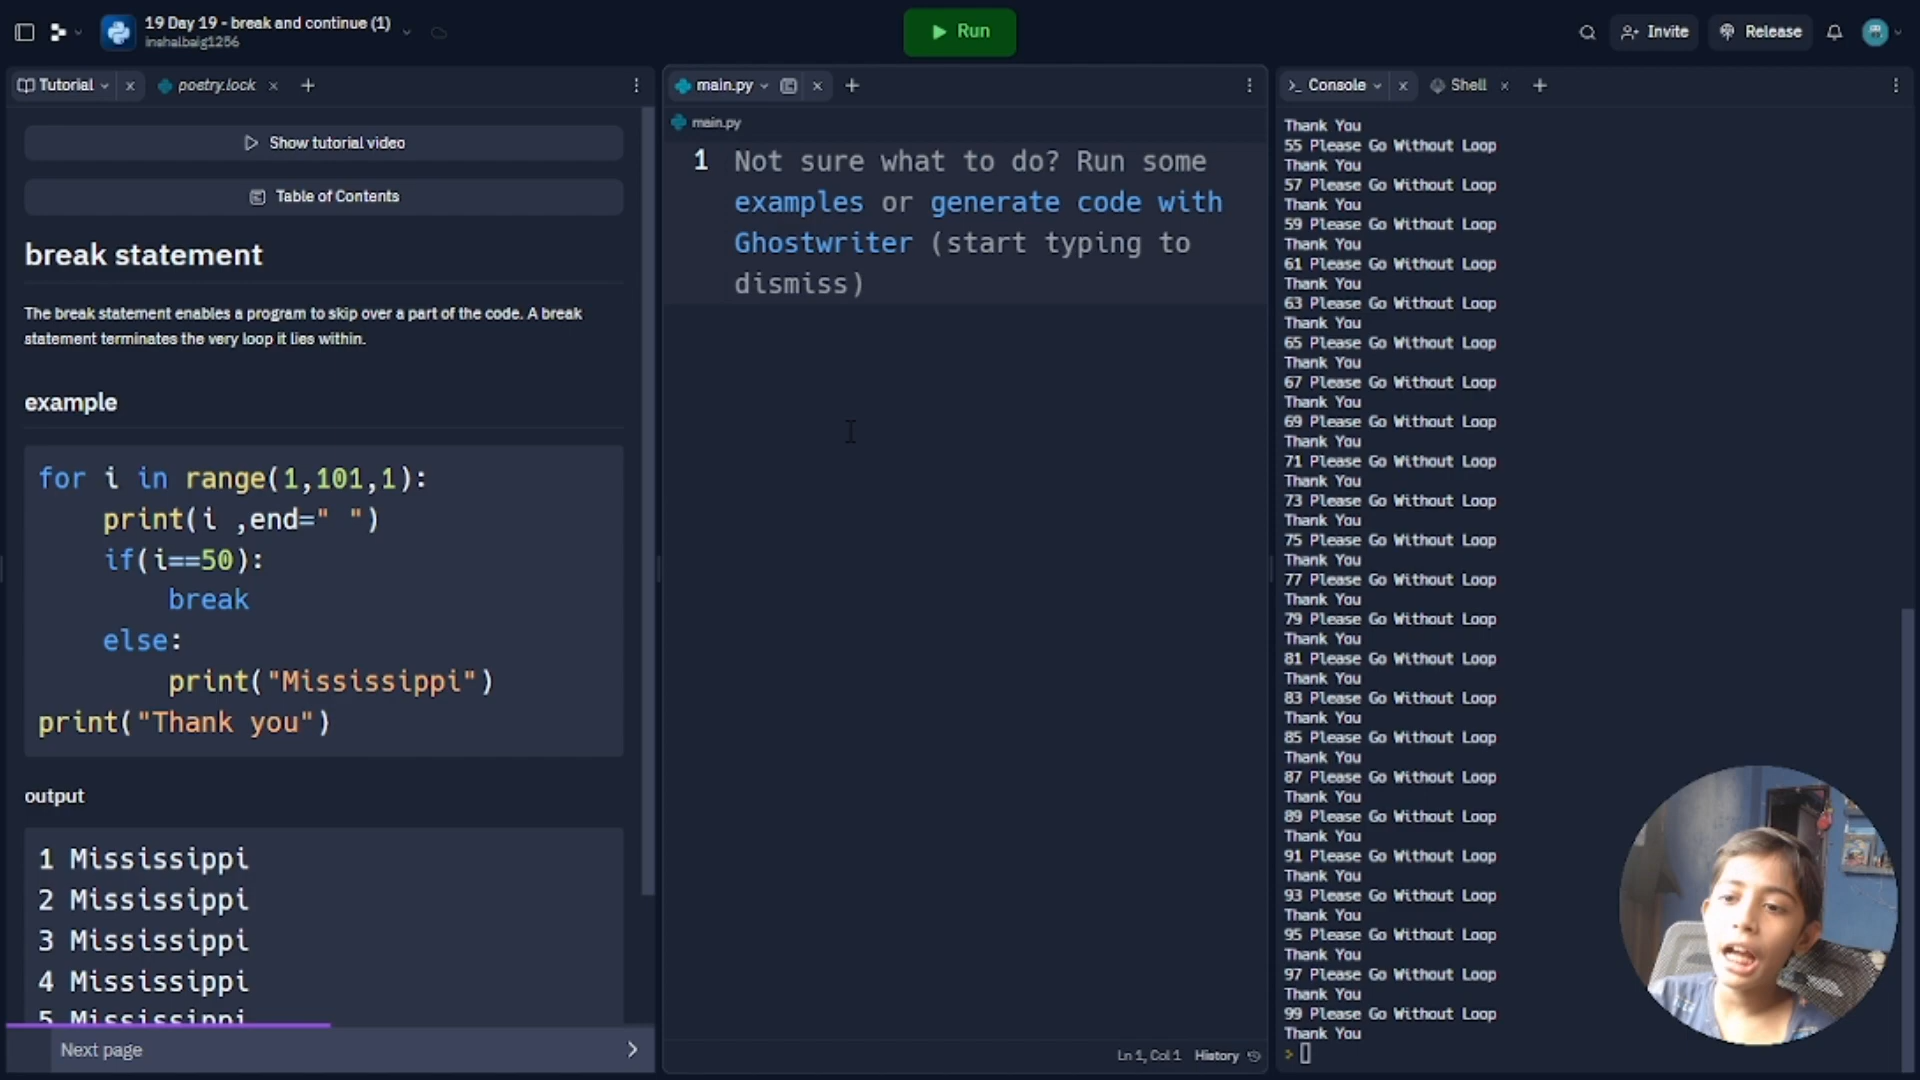 19 Day 19 - break and continue (1)
inshalbaig1256
Run
Invite
Release
Tutorial
poetry.lock
main.py
Console
Shell
Show tutorial video
Table of Contents
break statement
The break statement enables a program to skip over a part of the code. A break
statement terminates the very loop it lies within.
example
for i in range(1,101,1):
print(i ,end=" ")
if(i==50):
break
else:
print("Mississippi")
print("Thank you")
output
1 Mississippi
2 Mississippi
3 Mississippi
4 Mississippi
5 Mississippi
Next page
main.py
1 Not sure what to do? Run some
examples or generate code with
Ghostwriter (start typing to
dismiss)
Ln 1, Col 1 History
Thank You
55 Please Go Without Loop
Thank You
57 Please Go Without Loop
Thank You
59 Please Go Without Loop
Thank You
61 Please Go Without Loop
Thank You
63 Please Go Without Loop
Thank You
65 Please Go Without Loop
Thank You
67 Please Go Without Loop
Thank You
69 Please Go Without Loop
Thank You
71 Please Go Without Loop
Thank You
73 Please Go Without Loop
Thank You
75 Please Go Without Loop
Thank You
77 Please Go Without Loop
Thank You
79 Please Go Without Loop
Thank You
81 Please Go Without Loop
Thank You
83 Please Go Without Loop
Thank You
85 Please Go Without Loop
Thank You
87 Please Go Without Loop
Thank You
89 Please Go Without Loop
Thank You
91 Please Go Without Loop
Thank You
93 Please Go Without Loop
Thank You
95 Please Go Without Loop
Thank You
97 Please Go Without Loop
Thank You
99 Please Go Without Loop
Thank You